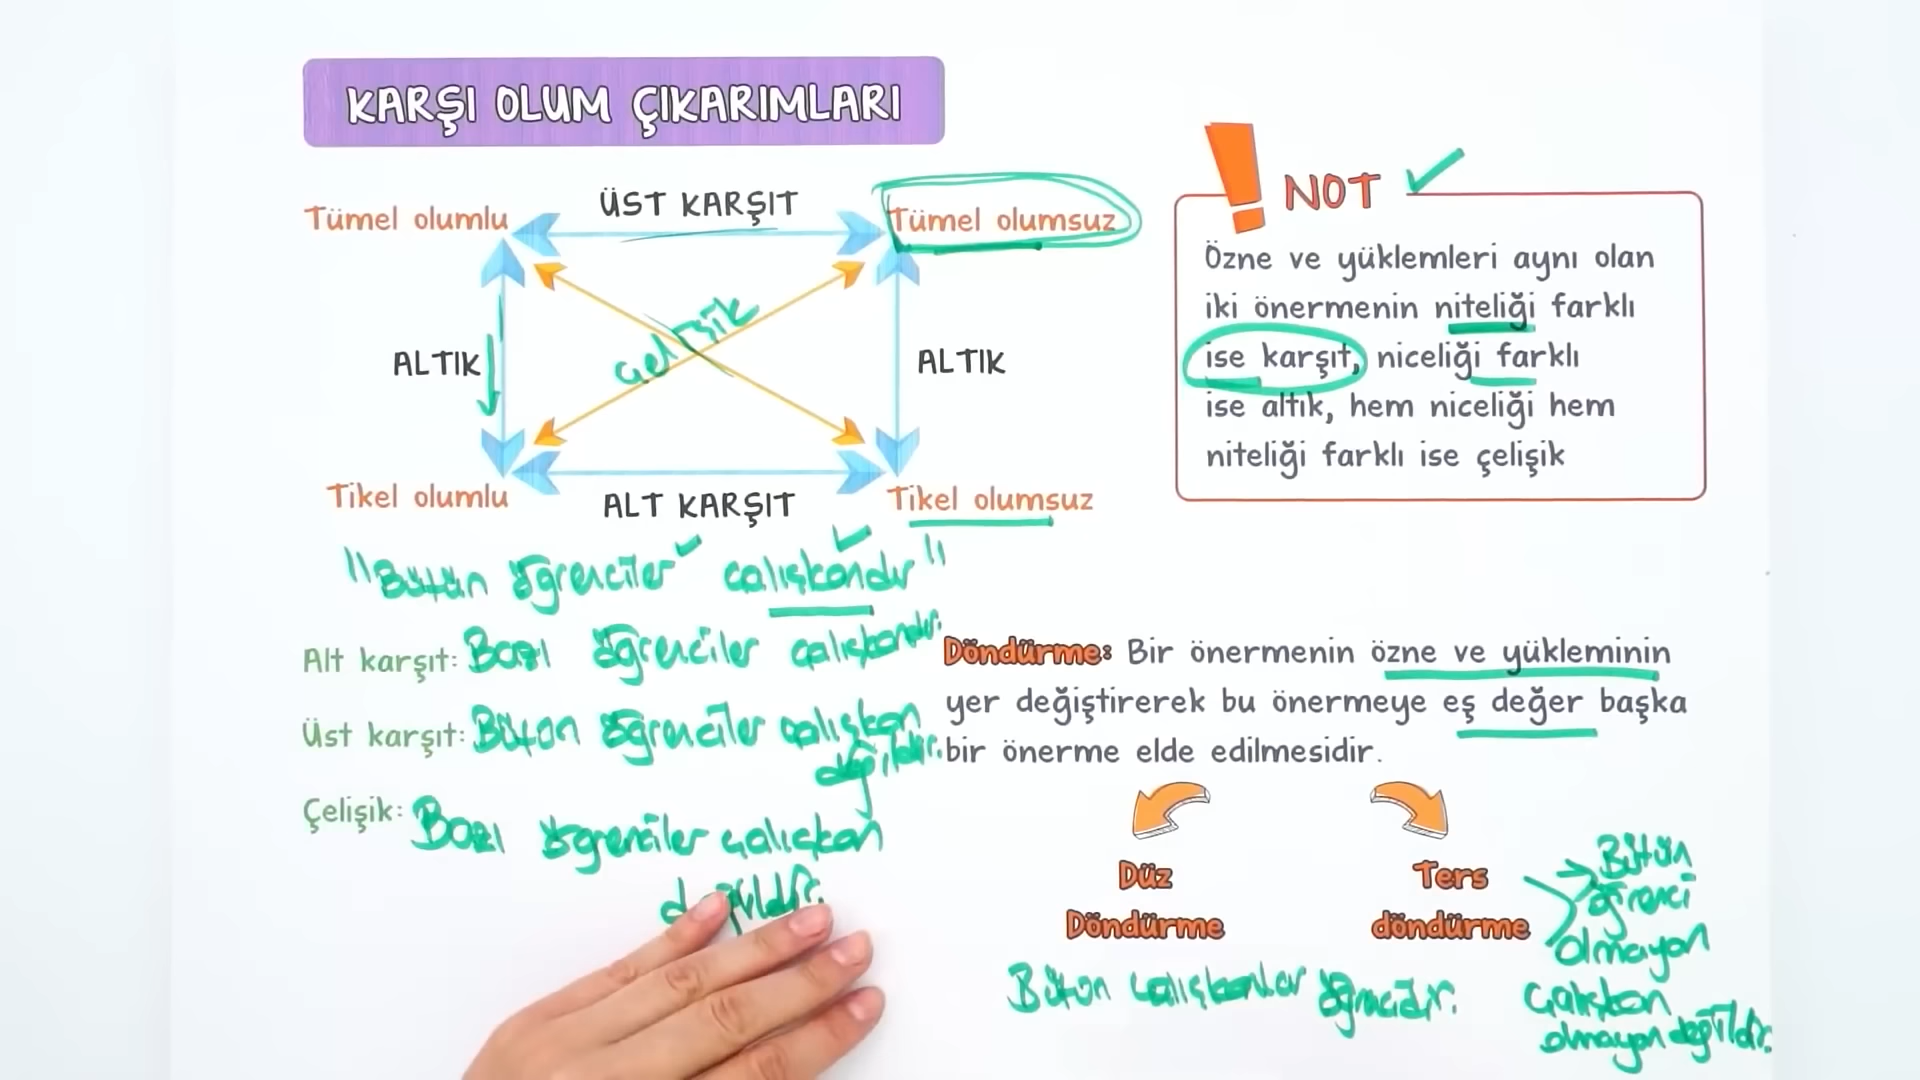 KARŞI OLUM ÇIKARIMLARI
Tümel olumlu
ÜST KARŞIT
Tümel olumsuz
ALTIK
Çelişik
ALTIK
Tikel olumlu
ALT KARŞIT
Tikel olumsuz
"Bütün öğrenciler çalışkandır"
Alt karşıt: Bazı öğrenciler çalışkandır.
Üst karşıt: Bütün öğrenciler çalışkan
değildir.
Çelişik: Bazı öğrenciler çalışkan
değildir.
NOT
Özne ve yüklemleri aynı olan
iki önermenin niteliği farklı
ise karşıt, niceliği farklı
ise altık, hem niceliği hem
niteliği farklı ise çelişik
Döndürme: Bir önermenin özne ve yükleminin
yer değiştirerek bu önermeye eş değer başka
bir önerme elde edilmesidir.
Düz
Döndürme
Bütün çalışkanlar öğrencidir.
Ters
döndürme
Bütün
öğrenci
olmayan
çalışkan
olmayan değildir.